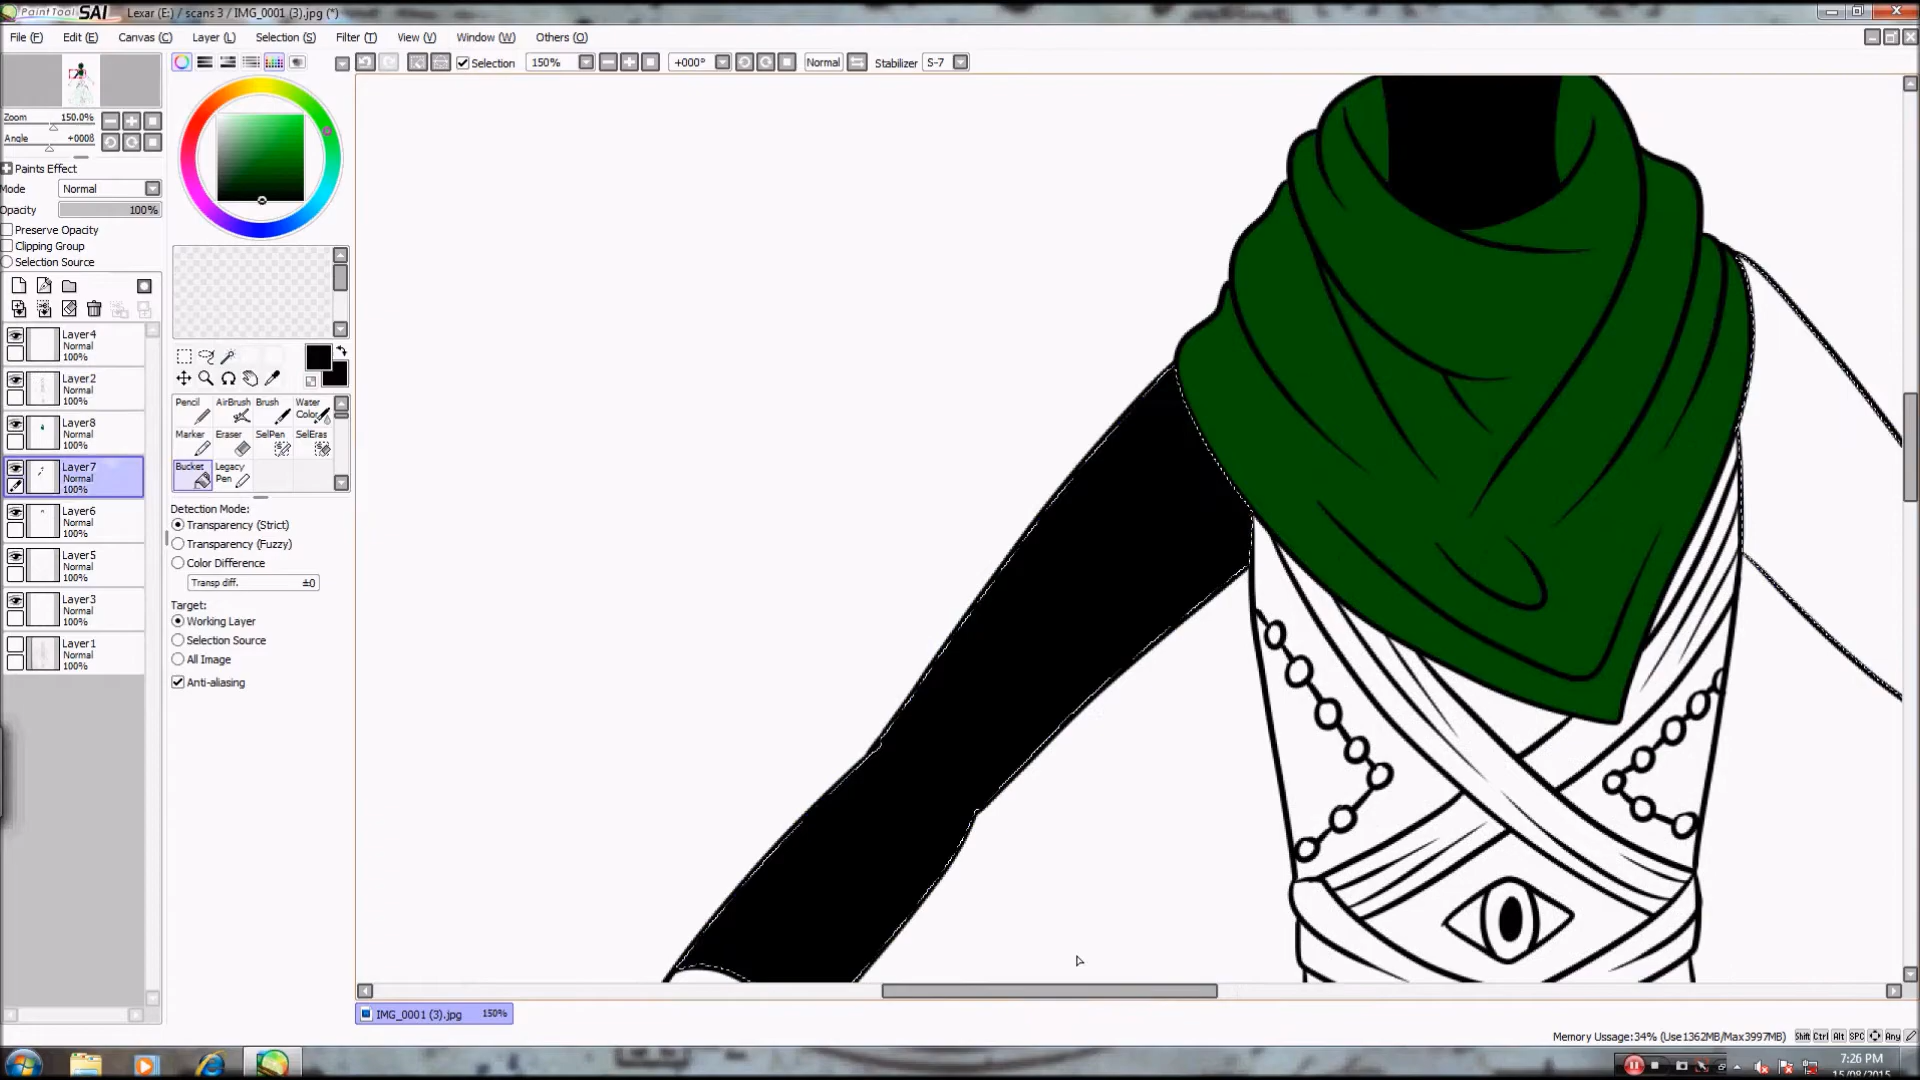 PaintTool SAI Lexar (E:) / scans 3 / IMG_0001 (3).jpg (*)
File (F) Edit (E) Canvas (C) Layer (L) Selection (S) Filter (T) View (V) Window (W) Others (O)
Selection 150% +000° Normal Stabilizer S-7
Zoom 150.0%
Angle +000ß
Paints Effect
Mode Normal
Opacity 100%
Preserve Opacity
Clipping Group
Selection Source
Layer4
Normal
100%
Layer2
Normal
100%
Layer8
Normal
100%
Layer7
Normal
100%
Layer6
Normal
100%
Layer5
Normal
100%
Layer3
Normal
100%
Layer1
Normal
100%
Pencil AirBrush Brush Water Color
Marker Eraser SelPen SelEras
Bucket Legacy Pen
Detection Mode:
Transparency (Strict)
Transparency (Fuzzy)
Color Difference
Transp diff. ±0
Target:
Working Layer
Selection Source
All Image
Anti-aliasing
IMG_0001 (3).jpg 150%
Memory Ussage:34% (Use1362MB/Max3997MB) Shift Ctrl Alt SPC Any
7:26 PM
15/08/2015